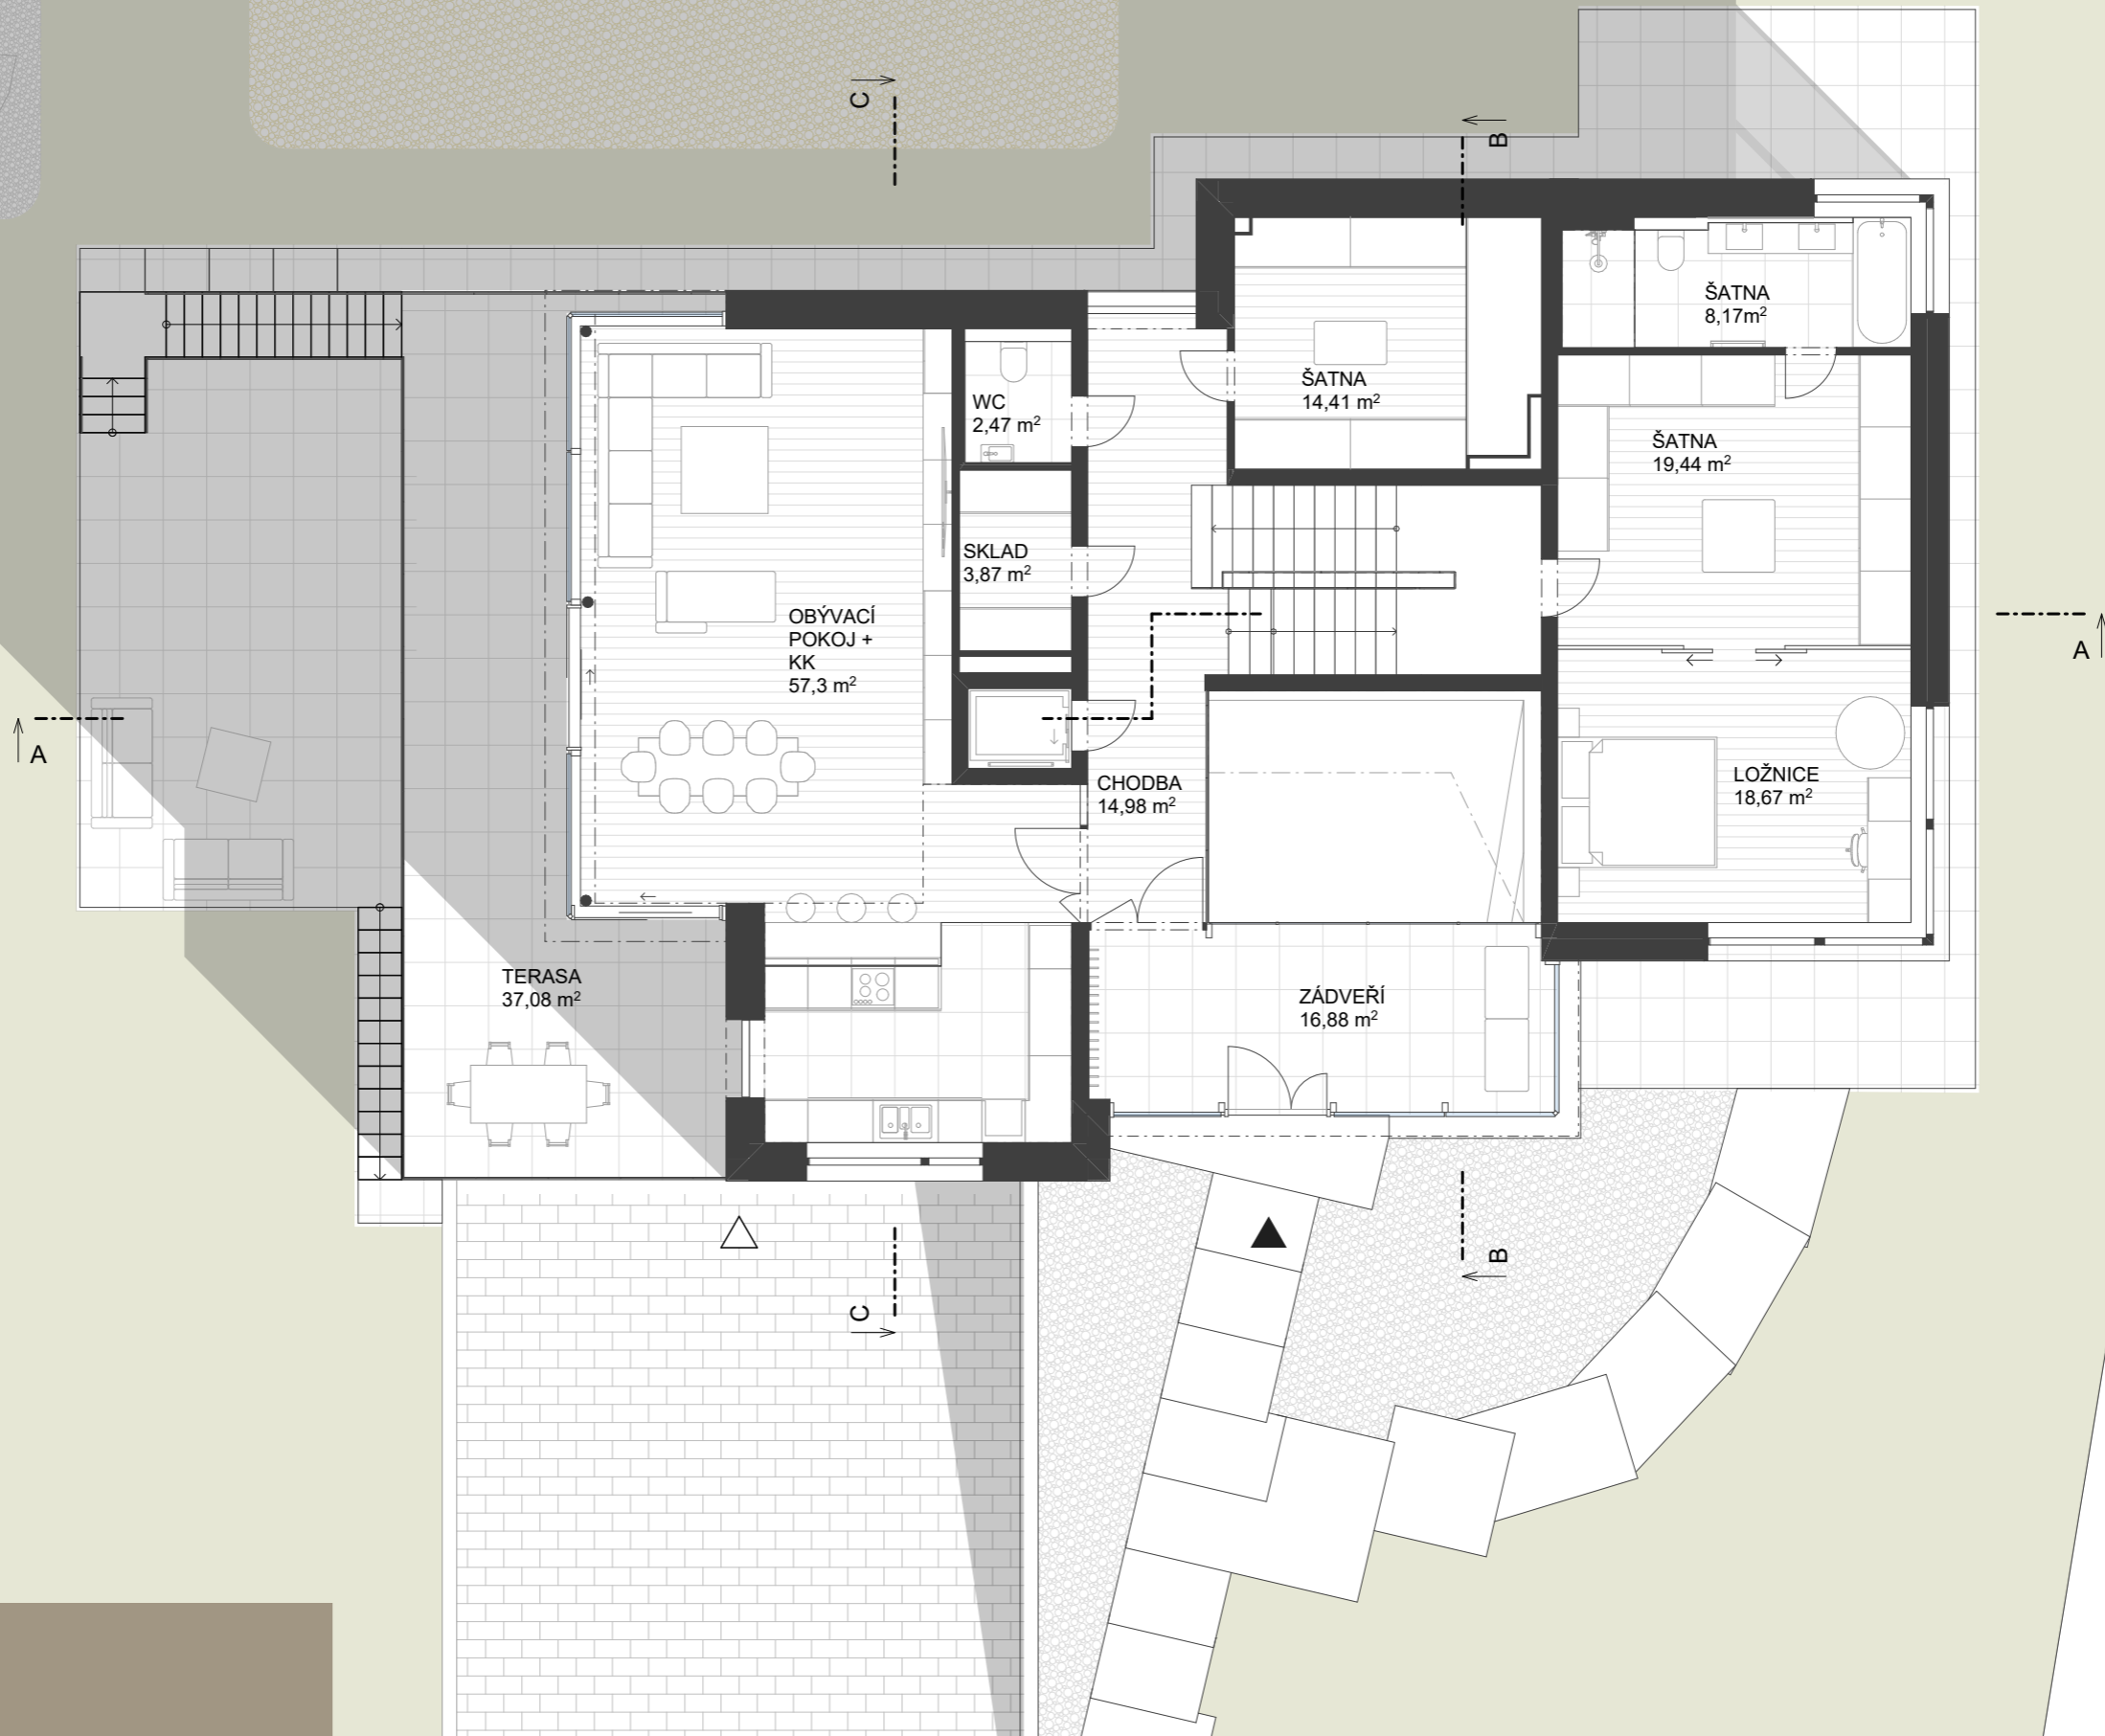 C
B
ŠATNA
8,17m²
ŠATNA
14,41 m²
WC
2,47 m²
ŠATNA
19,44 m²
SKLAD
3,87 m²
OBÝVACÍ
POKOJ +
KK
57,3 m²
A
A
CHODBA
14,98 m²
LOŽNICE
18,67 m²
TERASA
37,08 m²
ZÁDVEŘÍ
16,88 m²
B
C